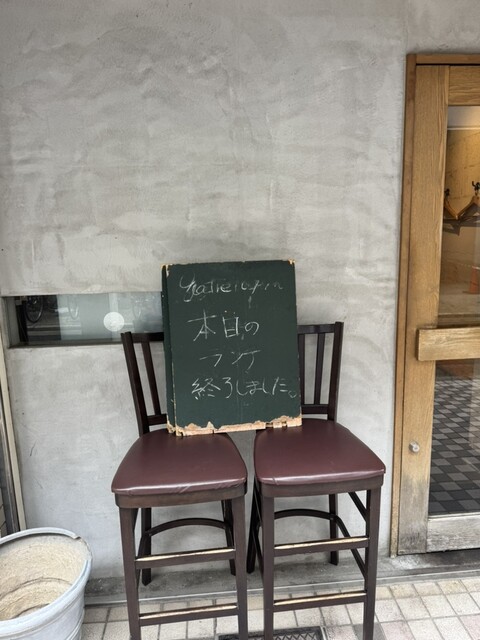 本日の
ランチ
終了しました。